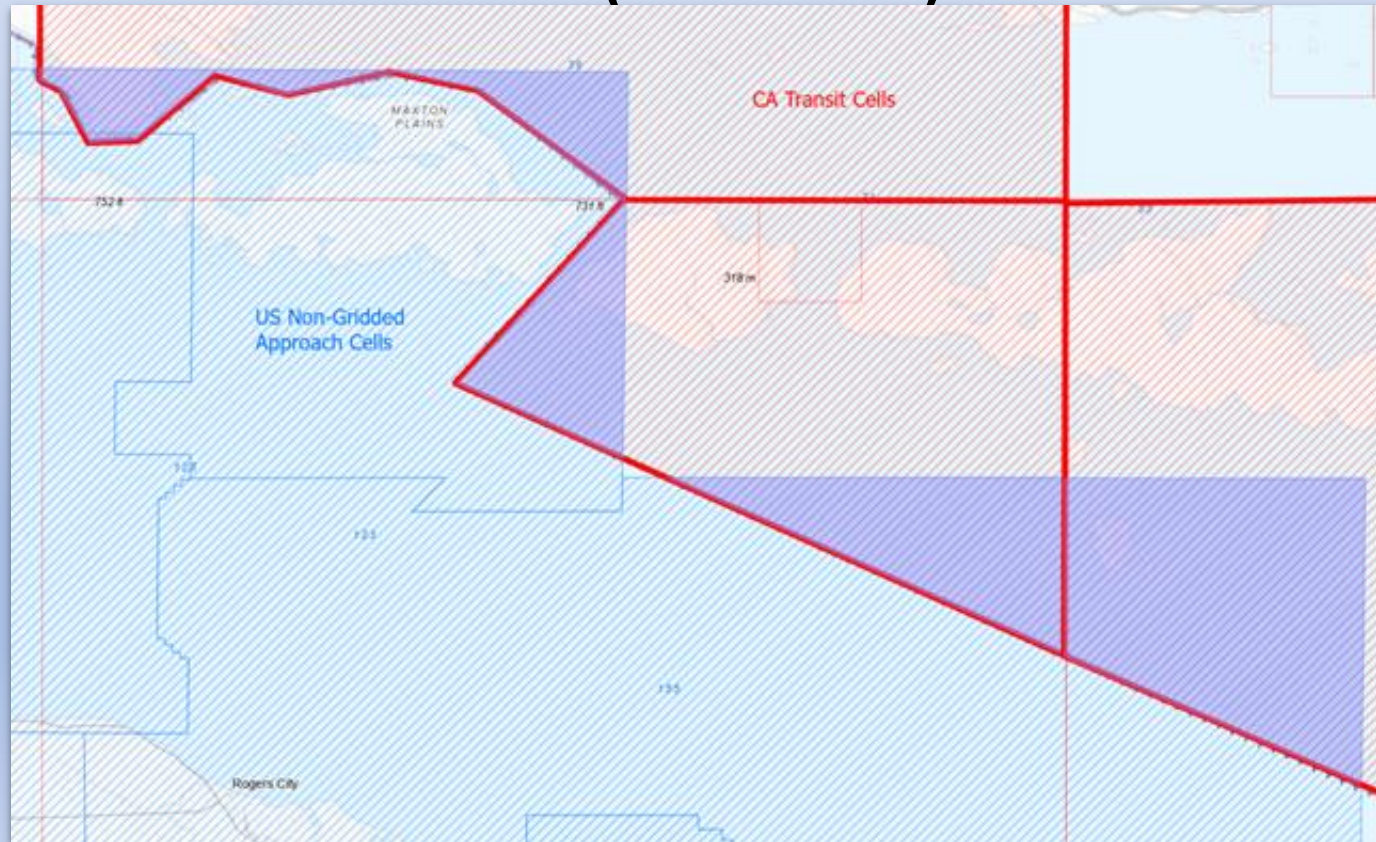 CA Transit Cells
MAXTON
PLAINS
752 ft
731 ft
318 m
US Non-Gridded
Approach Cells
Rogers City